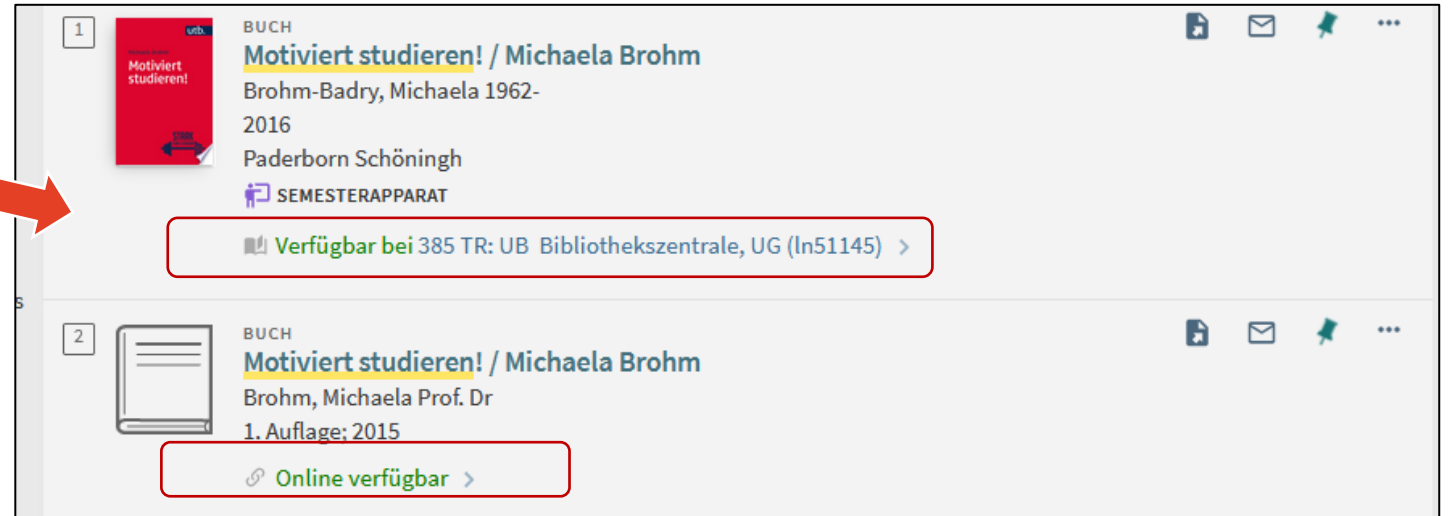 1
utb.
Motiviert
studieren!
BUCH
Motiviert studieren! / Michaela Brohm
Brohm-Badry, Michaela 1962-
2016
Paderborn Schöningh
SEMESTERAPPARAT
Verfügbar bei 385 TR: UB Bibliothekszentrale, UG (ln51145) >
s
2
BUCH
Motiviert studieren! / Michaela Brohm
Brohm, Michaela Prof. Dr
1. Auflage; 2015
Online verfügbar >